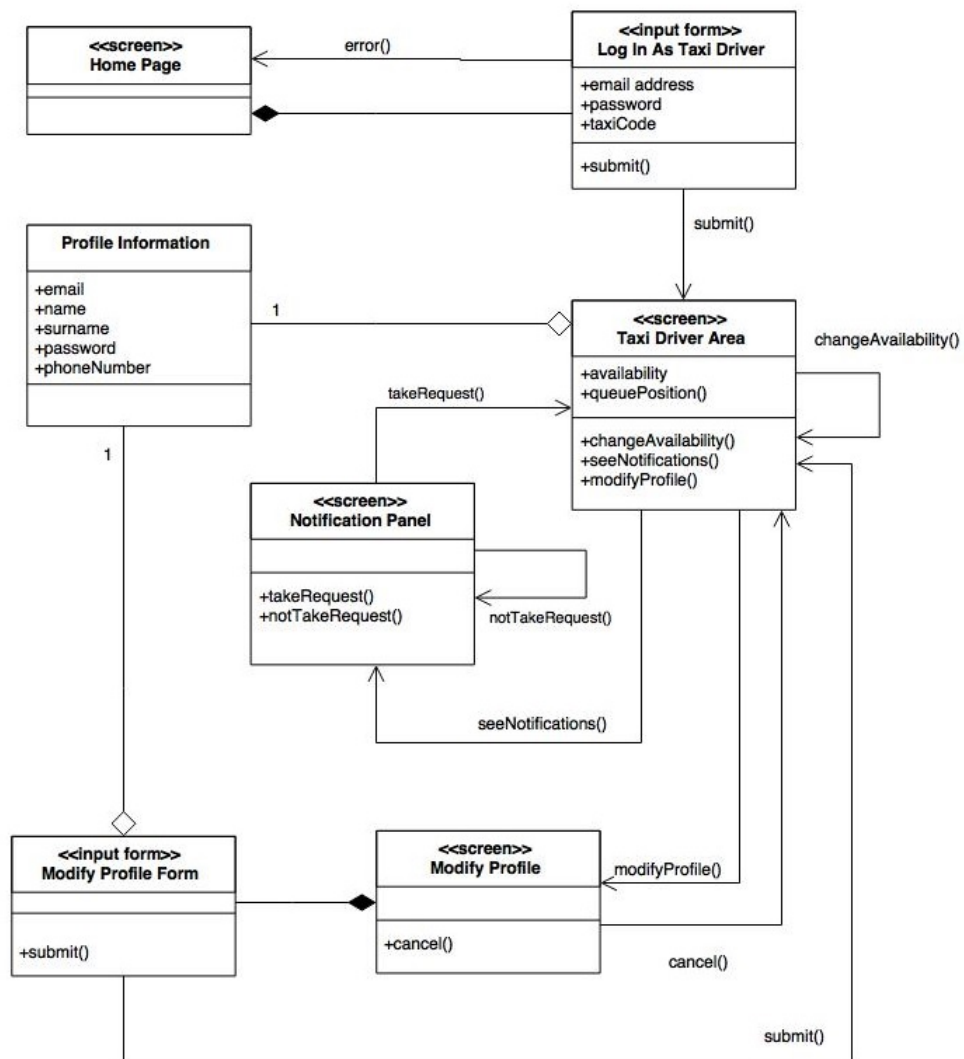 <<screen>>
Home Page
error()
<<input form>>
Log In As Taxi Driver
+email address
+password
+taxiCode
+submit()
submit()
Profile Information
+email
+name
+surname
+password
+phoneNumber
1
1
<<screen>>
Taxi Driver Area
+availability
+queuePosition()
+changeAvailability()
+seeNotifications()
+modifyProfile()
changeAvailability()
takeRequest()
<<screen>>
Notification Panel
+takeRequest()
+notTakeRequest()
notTakeRequest()
seeNotifications()
<<input form>>
Modify Profile Form
+submit()
<<screen>>
Modify Profile
+cancel()
modifyProfile()
cancel()
submit()